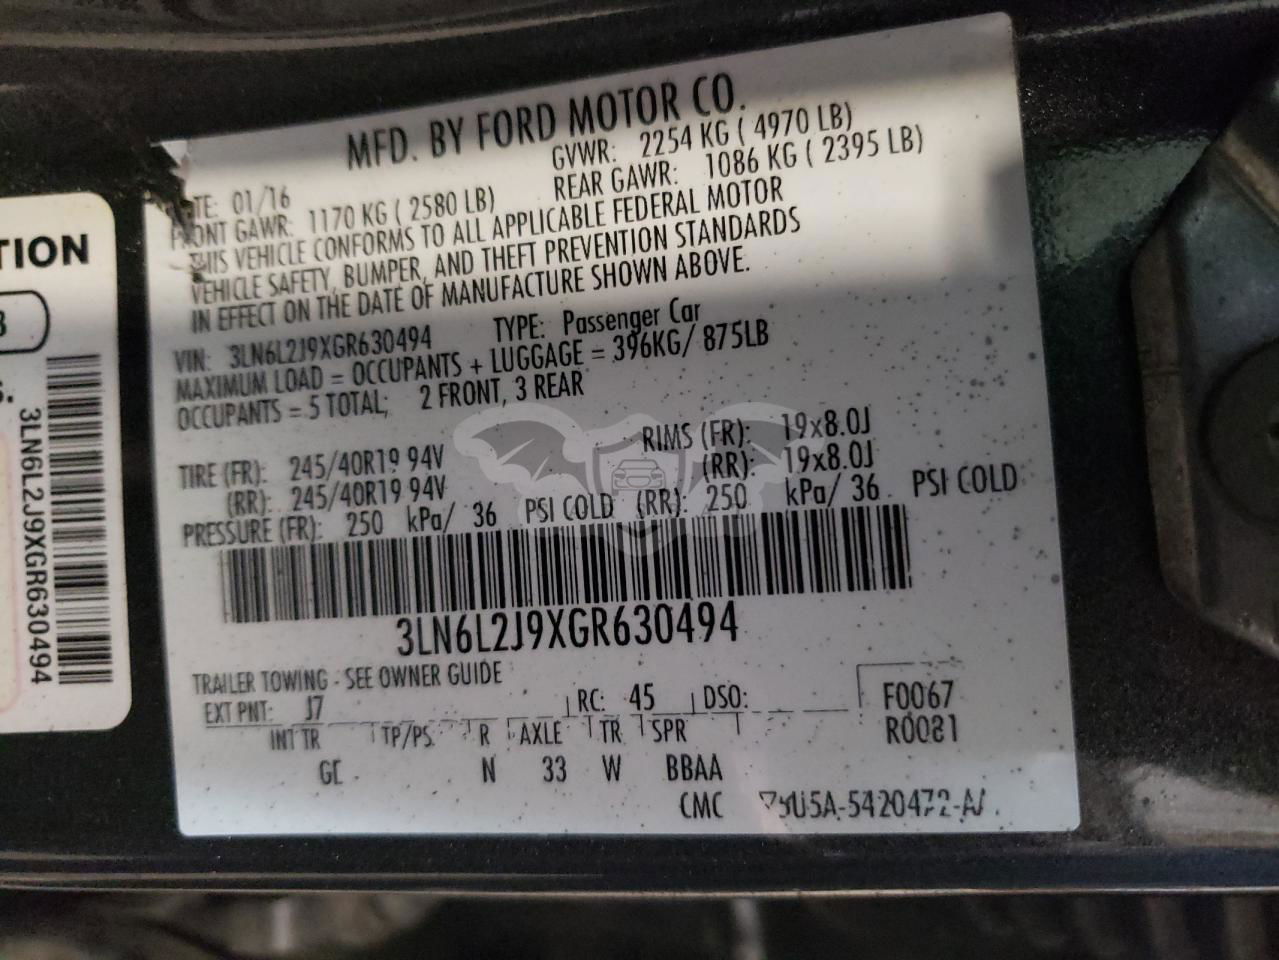 MFD. BY FORD MOTOR CO.
01/16 GVWR: 2254 KG ( 4970 LB)
FRONT GAWR: 1170 KG ( 2580 LB) REAR GAWR: 1086 KG ( 2395 LB)
THIS VEHICLE CONFORMS TO ALL APPLICABLE FEDERAL MOTOR
VEHICLE SAFETY, BUMPER, AND THEFT PREVENTION STANDARDS
IN EFFECT ON THE DATE OF MANUFACTURE SHOWN ABOVE.
VIN: 3LN6L2J9XGR630494 TYPE: Passenger Car
MAXIMUM LOAD = OCCUPANTS + LUGGAGE = 396KG/ 875LB
OCCUPANTS = 5 TOTAL; 2 FRONT, 3 REAR
TIRE (FR): 245/40R19 94V RIMS (FR): 19x8.0J
(RR): 245/40R19 94V (RR): 19x8.0J
PRESSURE (FR): 250 kPa/ 36 PSI COLD (RR): 250 kPa/ 36 PSI COLD
3LN6L2J9XGR630494
TRAILER TOWING - SEE OWNER GUIDE
EXT PNT: J7 RC: 45 DSO: F0067
INT TR TP/PS R AXLE TR SPR R0081
N 33 W BBAA
CMC
TION
3LN6L2J9XGR630494